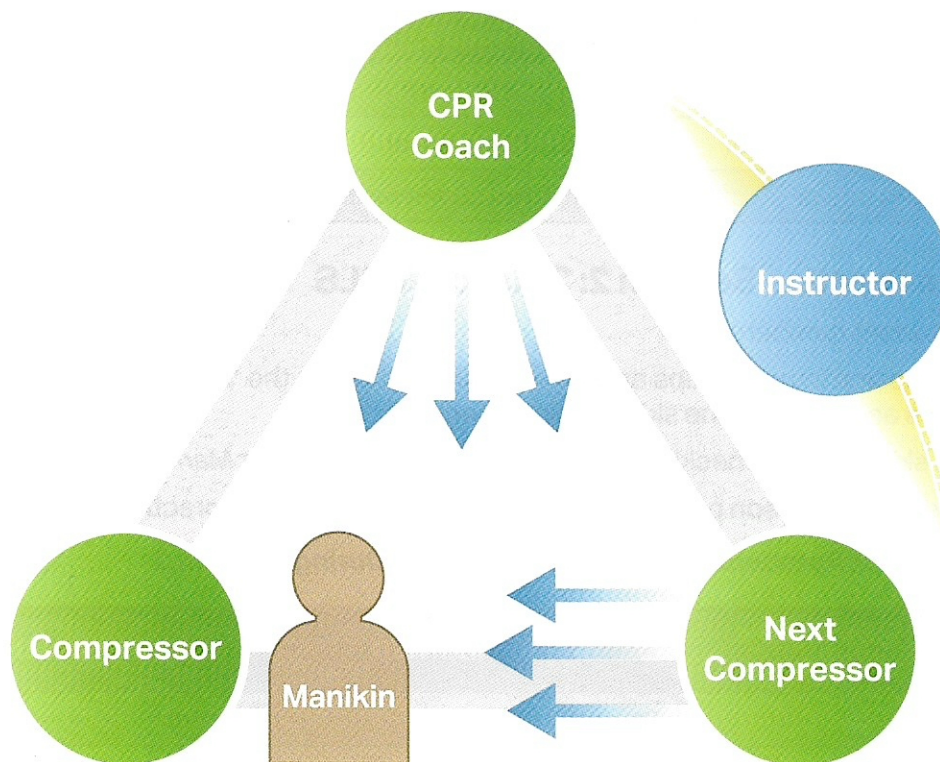 CPR
Coach
Instructor
Compressor
Manikin
Next
Compressor